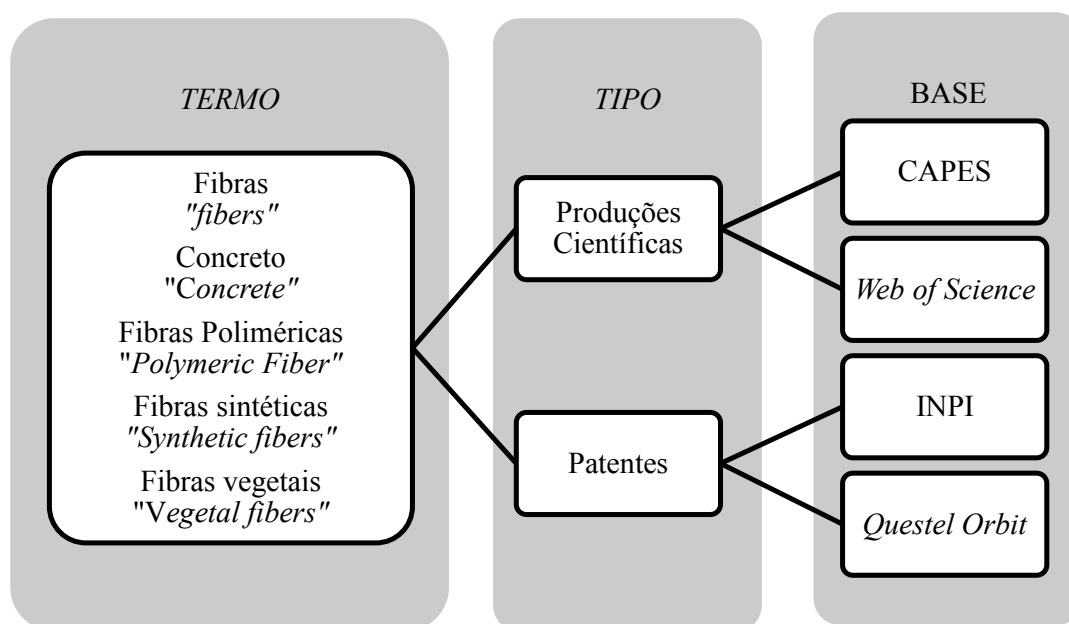 TERMO
Fibras
"fibers"
Concreto
"Concrete"
Fibras Poliméricas
"Polymeric Fiber"
Fibras sintéticas
"Synthetic fibers"
Fibras vegetais
"Vegetal fibers"
TIPO
Produções
Científicas
Patentes
BASE
CAPES
Web of Science
INPI
Questel Orbit